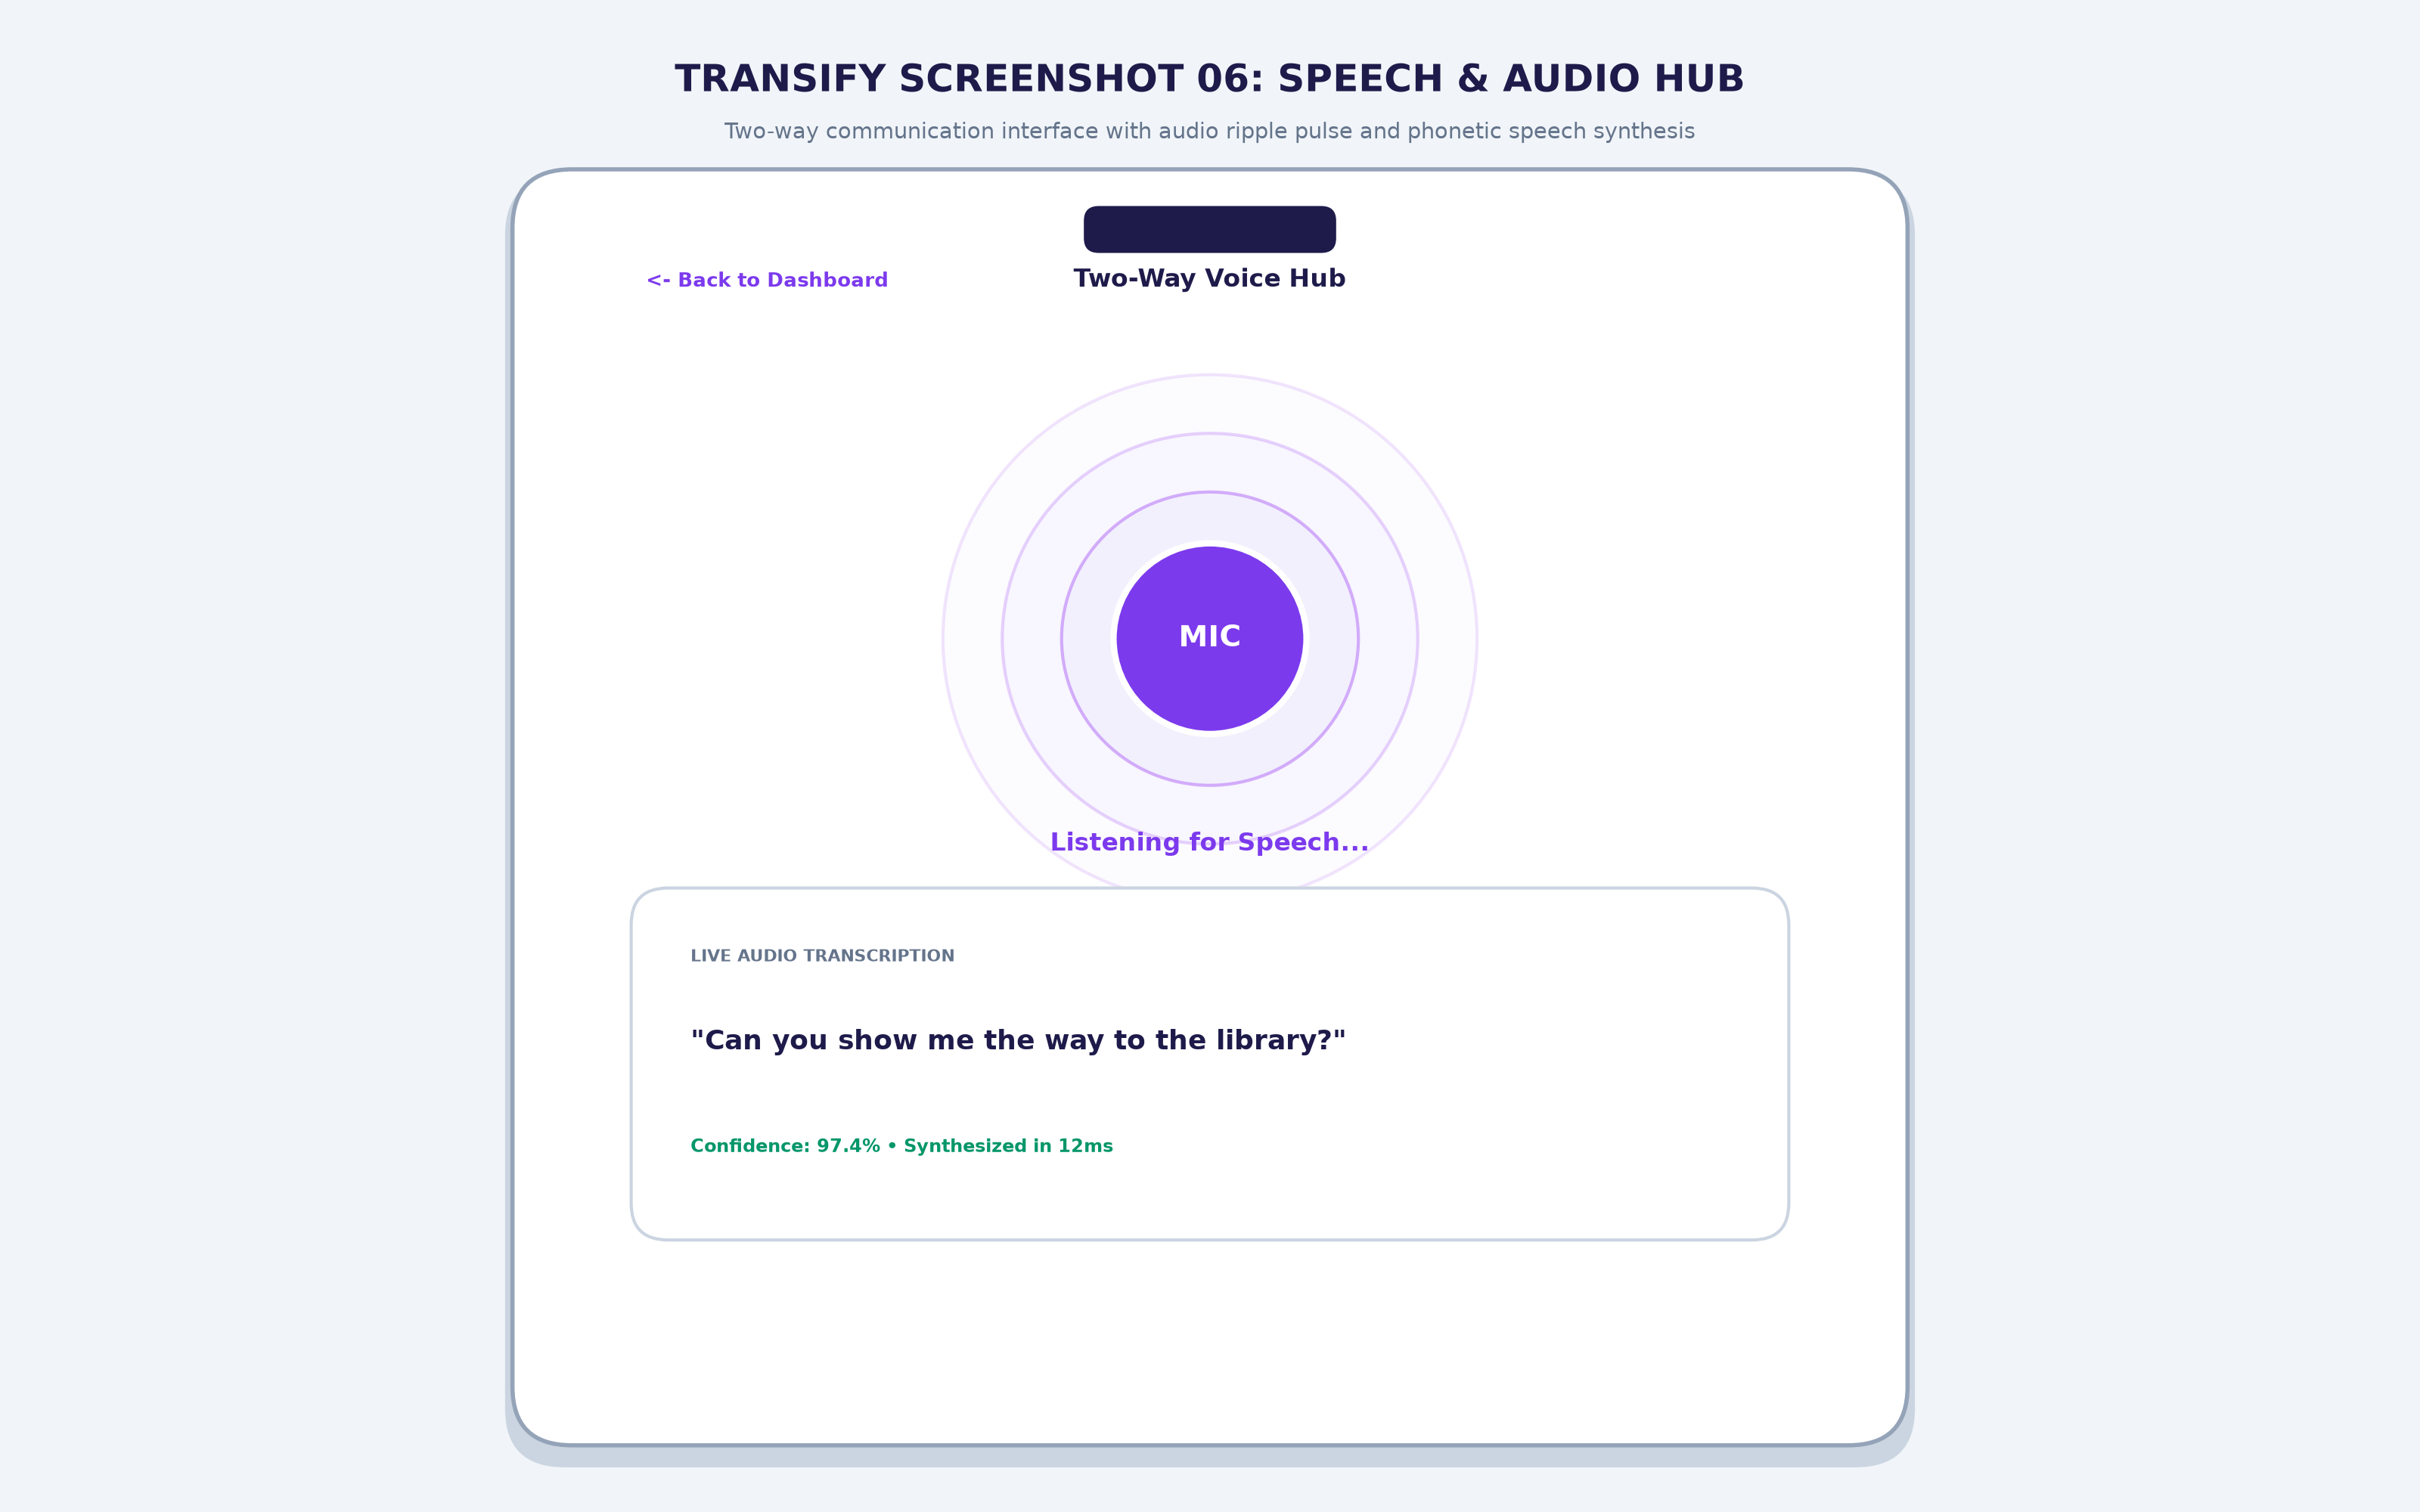 TRANSIFY SCREENSHOT 06: SPEECH & AUDIO HUB
Two-way communication interface with audio ripple pulse and phonetic speech synthesis
<- Back to Dashboard
Two-Way Voice Hub
MIC
Listening for Speech...
LIVE AUDIO TRANSCRIPTION
"Can you show me the way to the library?"
Confidence: 97.4% • Synthesized in 12ms